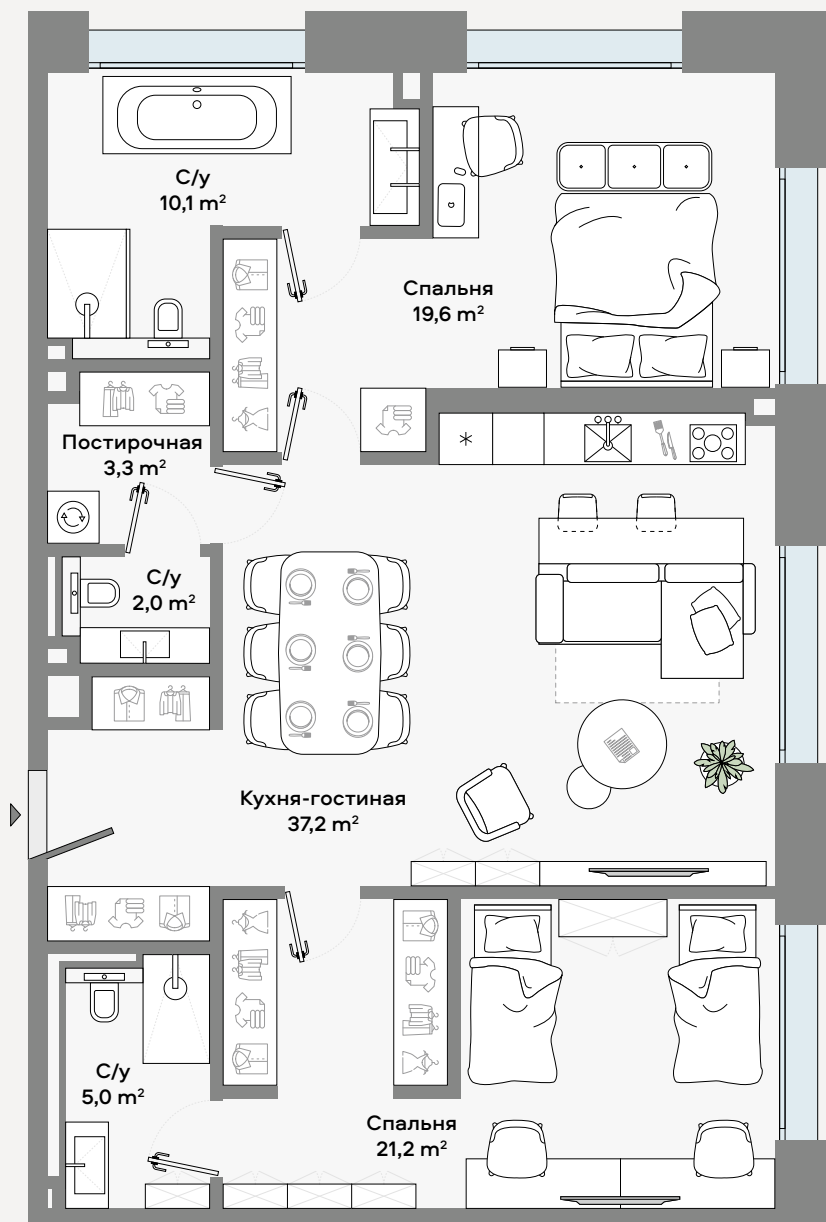 С/у
10,1 m²
Спальня
19,6 m²
Постирочная
3,3 m²
С/у
2,0 m²
Кухня-гостиная
37,2 m²
С/у
5,0 m²
Спальня
21,2 m²